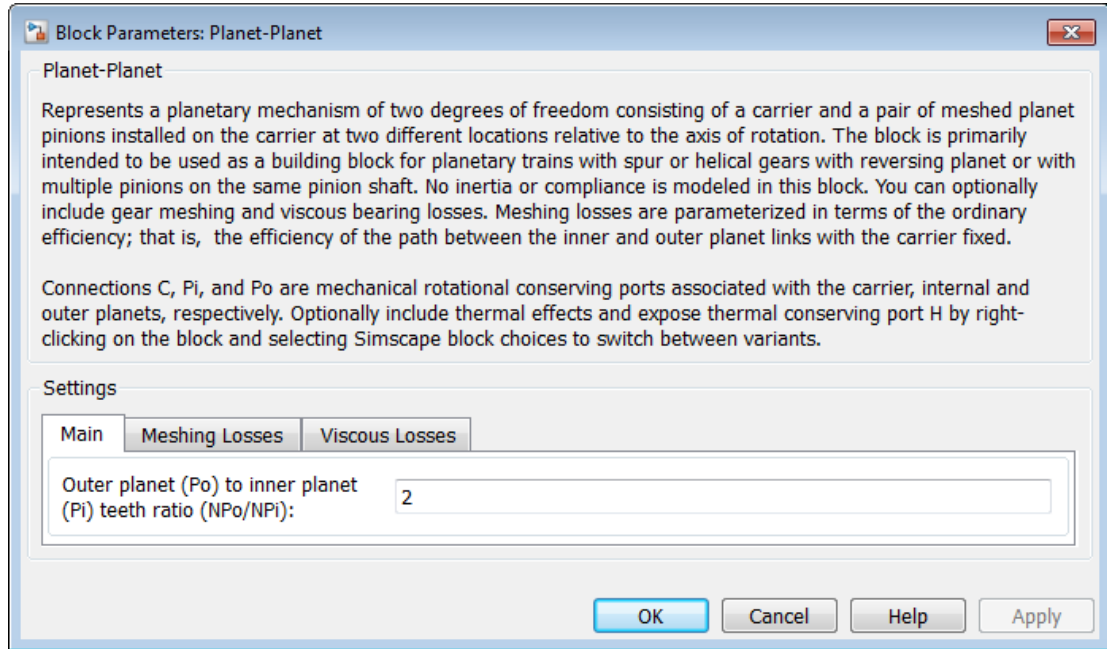 Block Parameters: Planet-Planet
Planet-Planet
Represents a planetary mechanism of two degrees of freedom consisting of a carrier and a pair of meshed planet
pinions installed on the carrier at two different locations relative to the axis of rotation. The block is primarily
intended to be used as a building block for planetary trains with spur or helical gears with reversing planet or with
multiple pinions on the same pinion shaft. No inertia or compliance is modeled in this block. You can optionally
include gear meshing and viscous bearing losses. Meshing losses are parameterized in terms of the ordinary
efficiency; that is,  the efficiency of the path between the inner and outer planet links with the carrier fixed.
Connections C, Pi, and Po are mechanical rotational conserving ports associated with the carrier, internal and
outer planets, respectively. Optionally include thermal effects and expose thermal conserving port H by right-
clicking on the block and selecting Simscape block choices to switch between variants.
Settings
Main Meshing Losses Viscous Losses
Outer planet (Po) to inner planet
(Pi) teeth ratio (NPo/NPi):
2
OK Cancel Help Apply